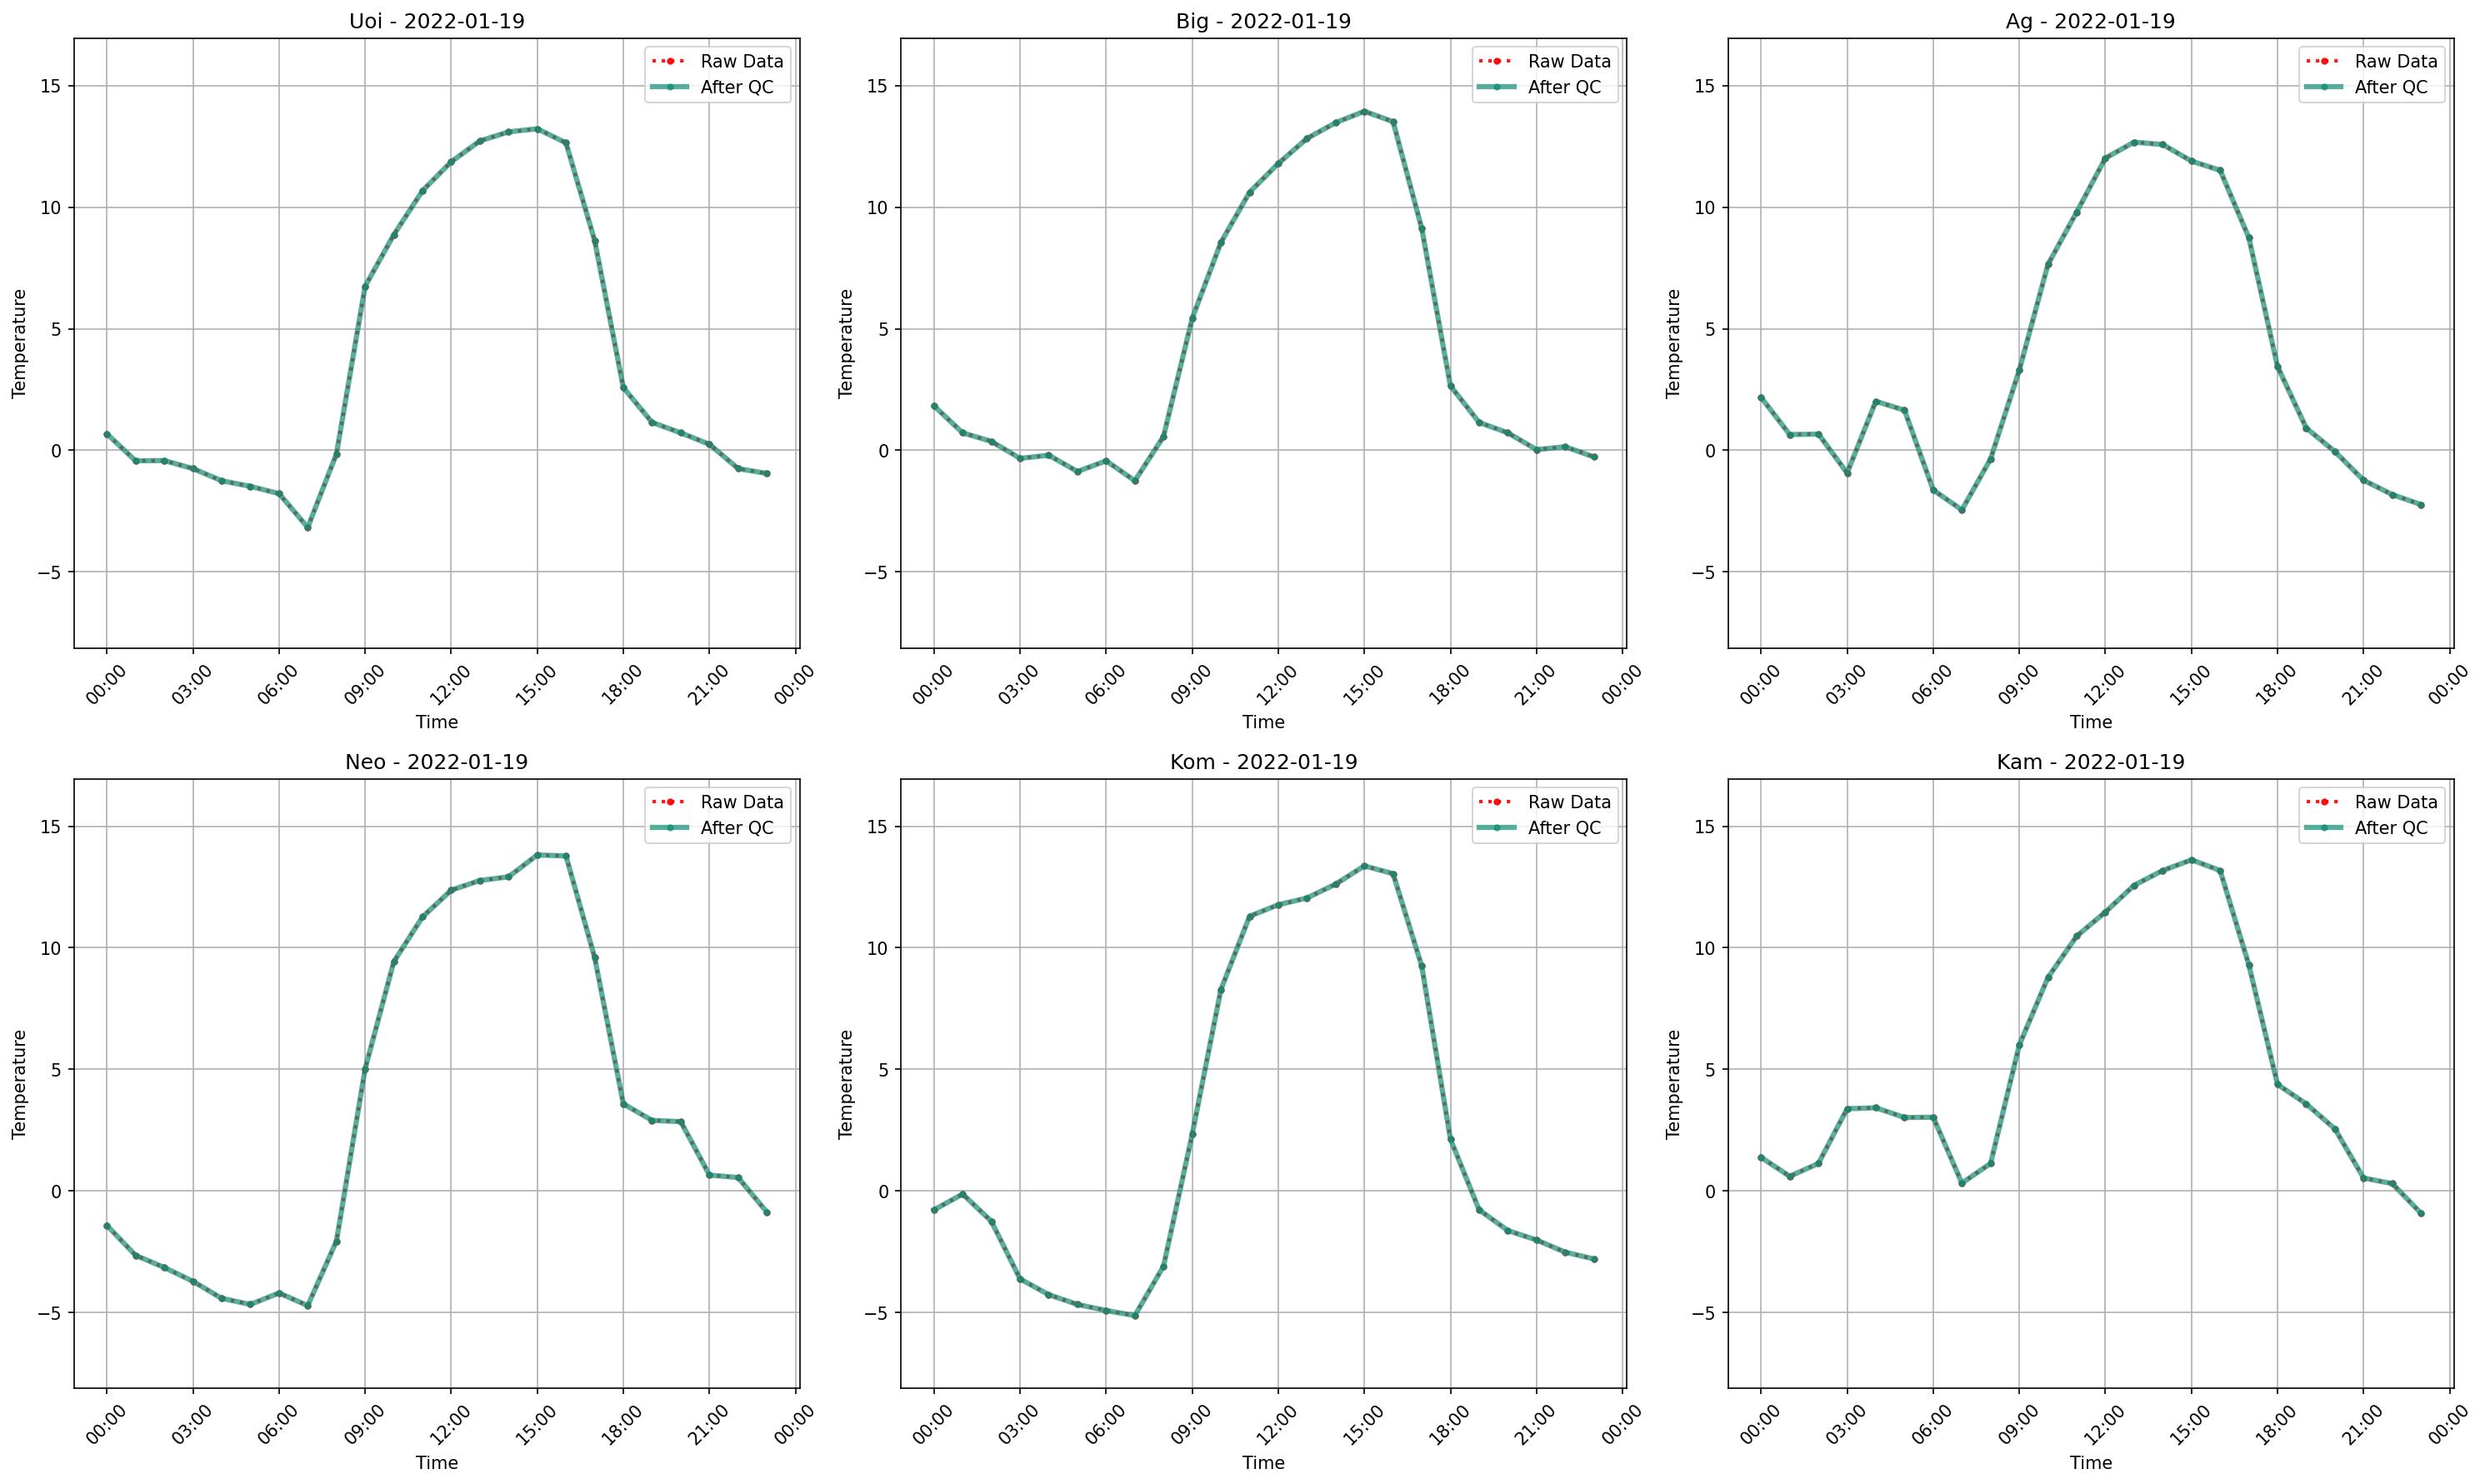 Uoi - 2022-01-19
Raw Data
After QC
15
10
5
0
−5
Temperature
00:00
03:00
06:00
09:00
12:00
15:00
18:00
21:00
00:00
Time
Big - 2022-01-19
Raw Data
After QC
15
10
5
0
−5
Temperature
00:00
03:00
06:00
09:00
12:00
15:00
18:00
21:00
00:00
Time
Ag - 2022-01-19
Raw Data
After QC
15
10
5
0
−5
Temperature
00:00
03:00
06:00
09:00
12:00
15:00
18:00
21:00
00:00
Time
Neo - 2022-01-19
Raw Data
After QC
15
10
5
0
−5
Temperature
00:00
03:00
06:00
09:00
12:00
15:00
18:00
21:00
00:00
Time
Kom - 2022-01-19
Raw Data
After QC
15
10
5
0
−5
Temperature
00:00
03:00
06:00
09:00
12:00
15:00
18:00
21:00
00:00
Time
Kam - 2022-01-19
Raw Data
After QC
15
10
5
0
−5
Temperature
00:00
03:00
06:00
09:00
12:00
15:00
18:00
21:00
00:00
Time